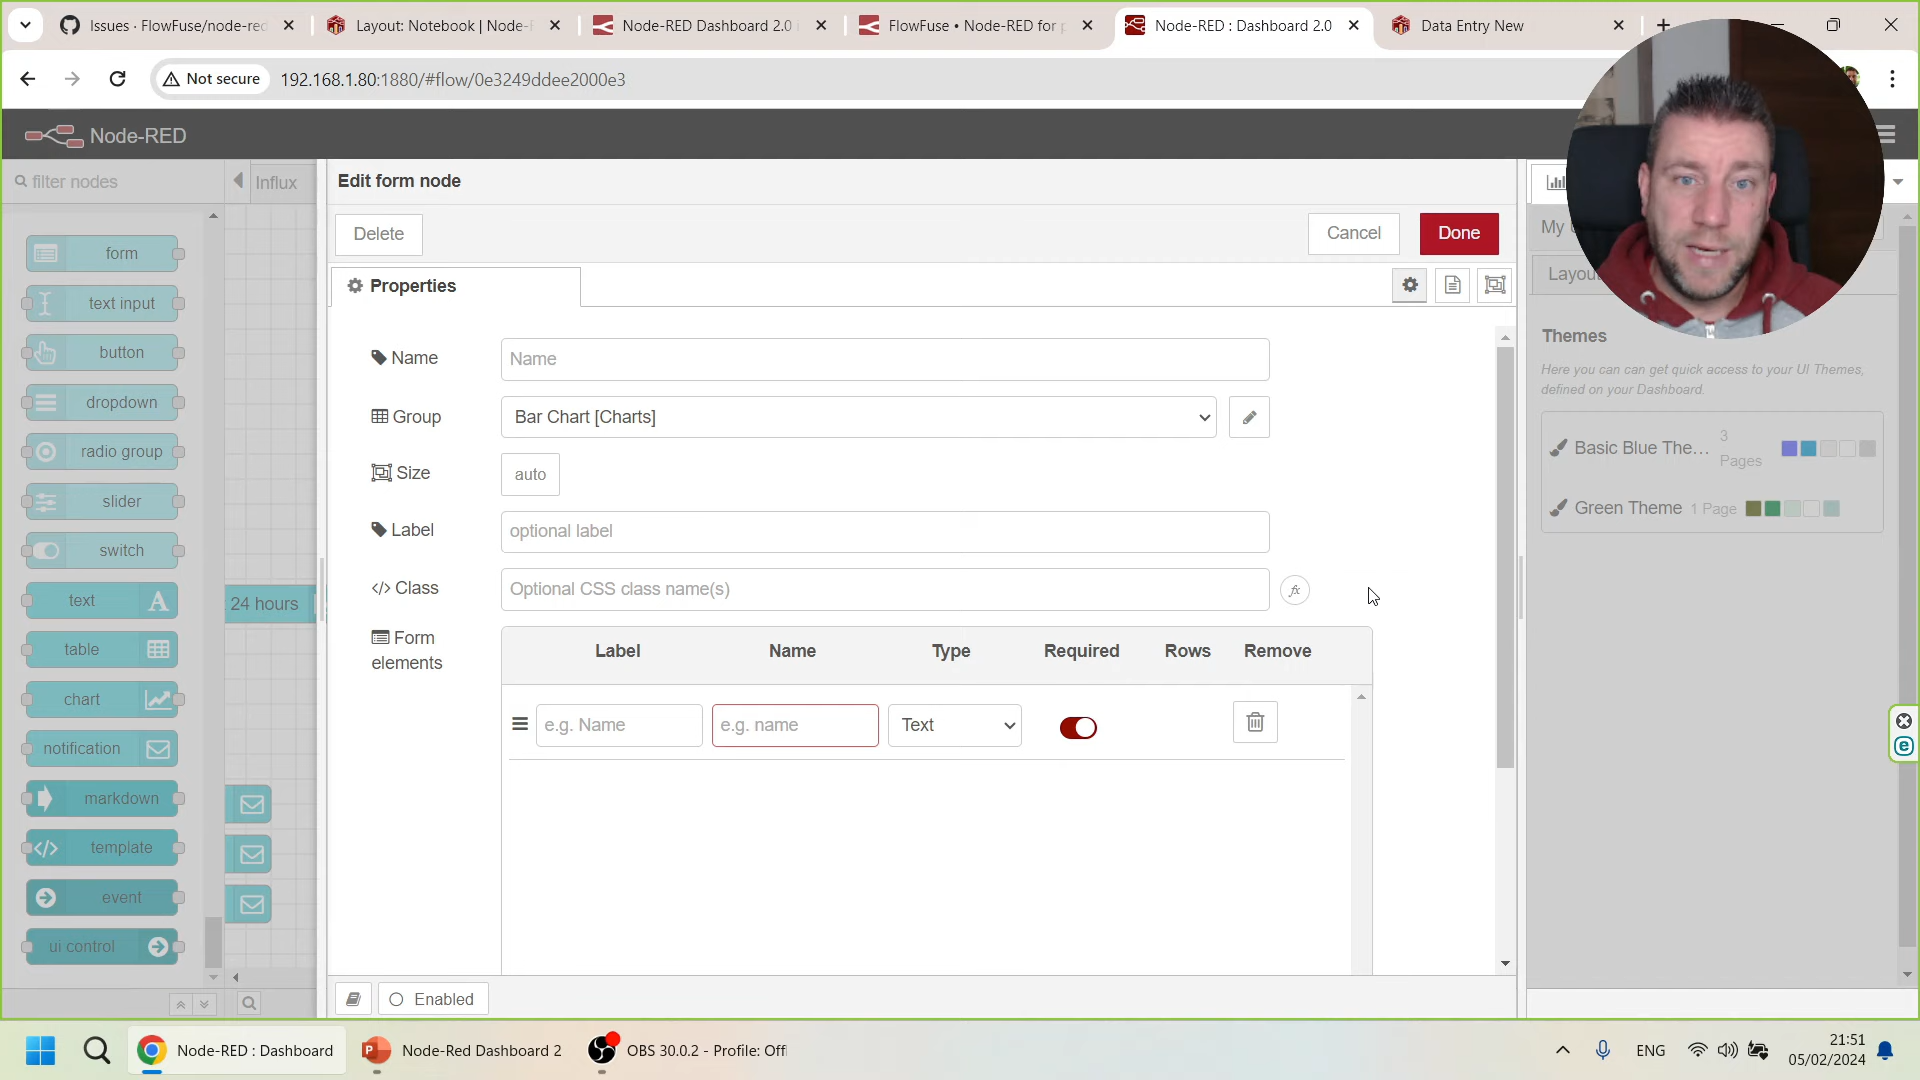 Issues · FlowFuse/node-red
Layout: Notebook | Node-F
Node-RED Dashboard 2.0
FlowFuse • Node-RED for p
Node-RED : Dashboard 2.0
Data Entry New
Not secure
192.168.1.80:1880/#flow/0e3249ddee2000e3
Node-RED
filter nodes
Influx
form
text input
button
dropdown
radio group
slider
switch
text
table
chart
notification
markdown
template
event
ui control
24 hours
Edit form node
Delete
Cancel
Done
Properties
Name
Name
Group
Bar Chart [Charts]
Size
auto
Label
optional label
Class
Optional CSS class name(s)
fx
Form
elements
Label
Name
Type
Required
Rows
Remove
e.g. Name
e.g. name
Text
Enabled
My
Themes
Here you can can get quick access to your UI Themes,
defined on your Dashboard.
Basic Blue The...
3
Pages
Green Theme
1 Page
Node-RED : Dashboard
Node-Red Dashboard 2
OBS 30.0.2 - Profile: Offi
ENG
21:51
05/02/2024